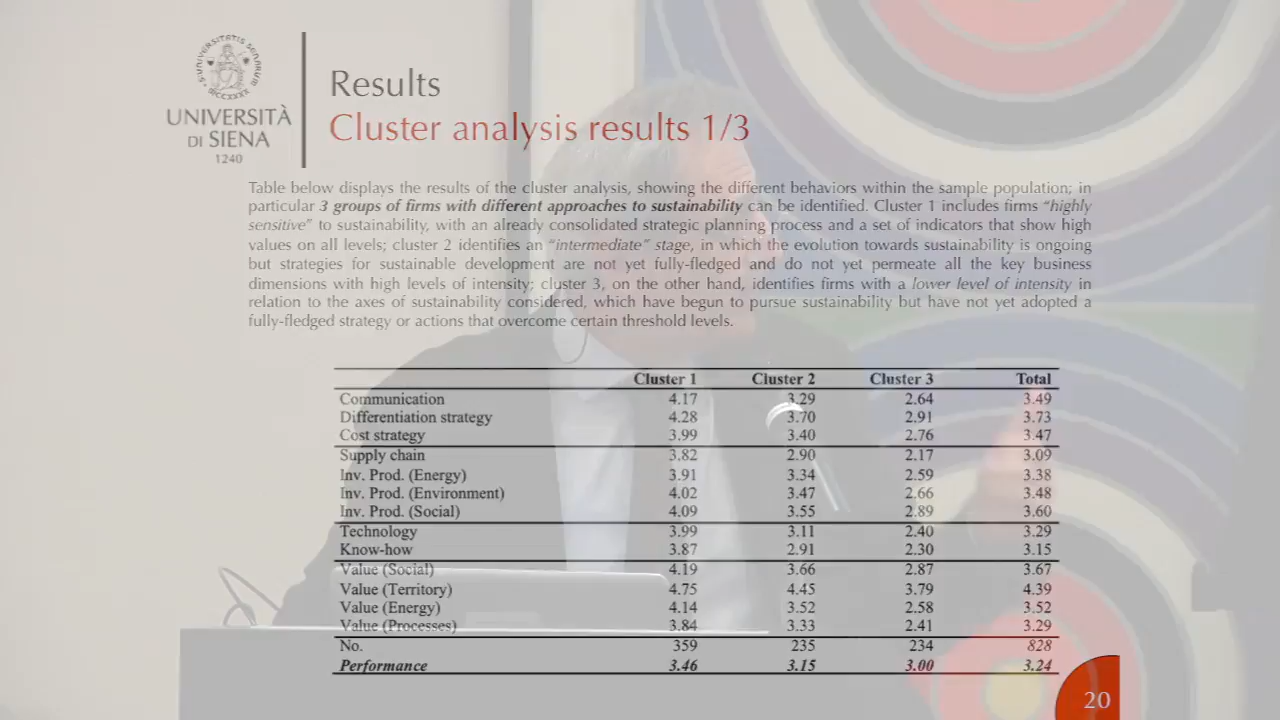 UNIVERSITÀ
DI SIENA
1240
Results
Cluster analysis results 1/3
Table below displays the results of the cluster analysis, showing the different behaviors within the sample population; in
particular 3 groups of firms with different approaches to sustainability can be identified. Cluster 1 includes firms "highly
sensitive" to sustainability, with an already consolidated strategic planning process and a set of indicators that show high
values on all levels; cluster 2 identifies an "intermediate" stage, in which the evolution towards sustainability is ongoing
but strategies for sustainable development are not yet fully-fledged and do not yet permeate all the key business
dimensions with high levels of intensity; cluster 3, on the other hand, identifies firms with a lower level of intensity in
relation to the axes of sustainability considered, which have begun to pursue sustainability but have not yet adopted a
fully-fledged strategy or actions that overcome certain threshold levels.
Cluster 1 Cluster 2 Cluster 3 Total
Communication 4.17 3.29 2.64 3.49
Differentiation strategy 4.28 3.70 2.91 3.73
Cost strategy 3.99 3.40 2.76 3.47
Supply chain 3.82 2.90 2.17 3.09
Inv. Prod. (Energy) 3.91 3.34 2.59 3.38
Inv. Prod. (Environment) 4.02 3.47 2.66 3.48
Inv. Prod. (Social) 4.09 3.55 2.89 3.60
Technology 3.99 3.11 2.40 3.29
Know-how 3.87 2.91 2.30 3.15
Value (Social) 4.19 3.66 2.87 3.67
Value (Territory) 4.75 4.45 3.79 4.39
Value (Energy) 4.14 3.52 2.58 3.52
Value (Processes) 3.84 3.33 2.41 3.29
No. 359 235 234 828
Performance 3.46 3.15 3.00 3.24
20